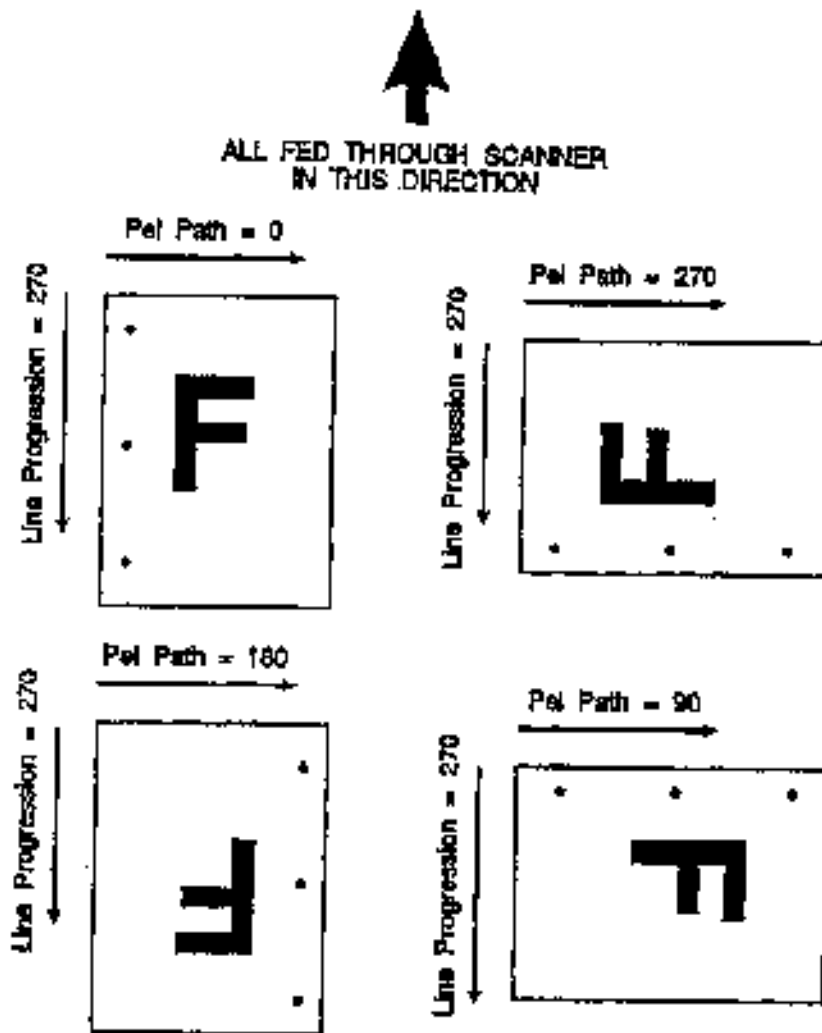 ALL FED THROUGH SCANNER
IN THIS DIRECTION
Pel Path = 0
Line Progression = 270
F
Pel Path = 270
Line Progression = 270
F
Pel Path = 180
Line Progression = 270
F
Pel Path = 90
Line Progression = 270
F